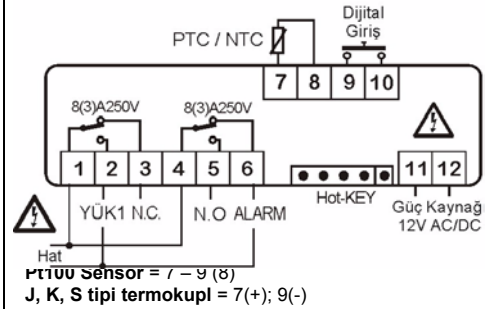 Dijital
Giriş
PTC / NTC
7 8 9 10
8(3)A250V 8(3)A250V
1 2 3 4 5 6 11 12
YÜK1 N.C. N.O ALARM Hot-KEY Güç Kaynağı
12V AC/DC
Hat
Pt100 Sensör = 7 – 9 (8)
J, K, S tipi termokupl = 7(+); 9(-)